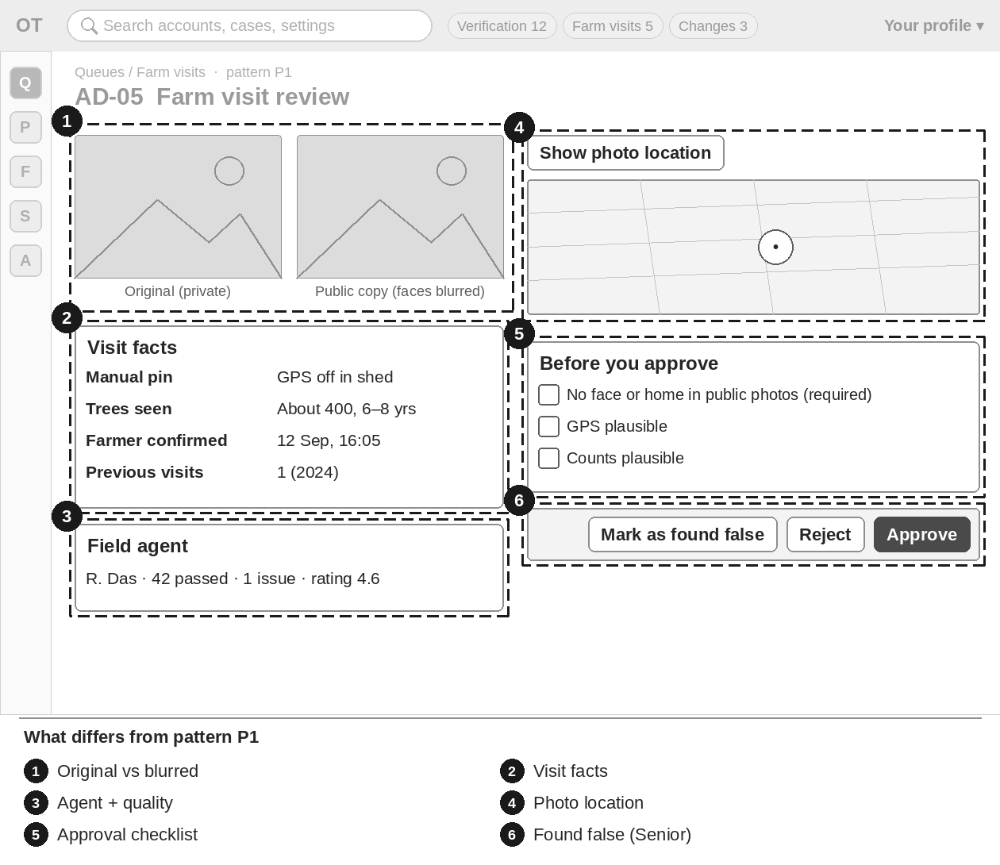 OT
Search accounts, cases, settings
Verification 12
Farm visits 5
Changes 3
Your profile ▾
Q
P
F
S
A
Queues / Farm visits · pattern P1
AD-05 Farm visit review
1
Original (private)
Public copy (faces blurred)
2
Visit facts
Manual pin GPS off in shed
Trees seen About 400, 6–8 yrs
Farmer confirmed 12 Sep, 16:05
Previous visits 1 (2024)
3
Field agent
R. Das · 42 passed · 1 issue · rating 4.6
4
Show photo location
5
Before you approve
No face or home in public photos (required)
GPS plausible
Counts plausible
6
Mark as found false
Reject
Approve
What differs from pattern P1
1 Original vs blurred
2 Visit facts
3 Agent + quality
4 Photo location
5 Approval checklist
6 Found false (Senior)